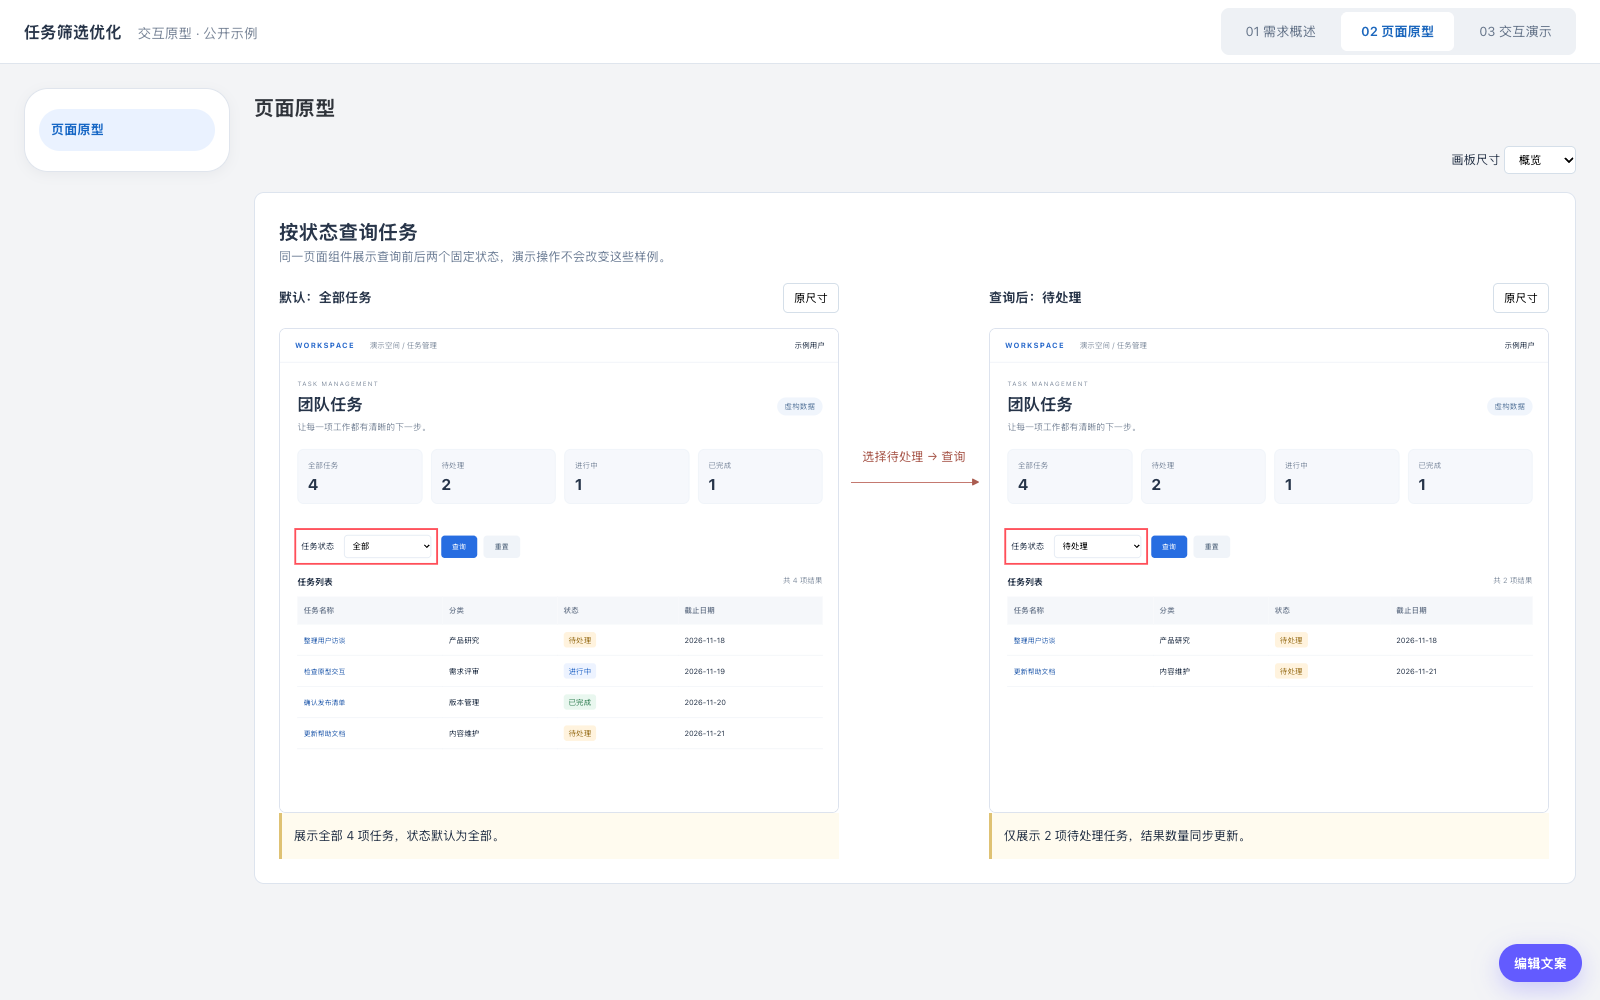 任务筛选优化 交互原型 · 公开示例
01 需求概述 02 页面原型 03 交互演示
页面原型
页面原型
画板尺寸 概览
按状态查询任务
同一页面组件展示查询前后两个固定状态，演示操作不会改变这些样例。
默认：全部任务 原尺寸
WORKSPACE 演示空间 / 任务管理 示例用户
TASK MANAGEMENT
团队任务
虚构数据
让每一项工作都有清晰的下一步。
全部任务 待处理 进行中 已完成
4 2 1 1
任务状态 全部 查询 重置
任务列表 共 4 项结果
任务名称 分类 状态 截止日期
整理用户访谈 产品研究 待处理 2026-11-18
检查原型交互 需求评审 进行中 2026-11-19
确认发布清单 版本管理 已完成 2026-11-20
更新帮助文档 内容维护 待处理 2026-11-21
展示全部 4 项任务，状态默认为全部。
选择待处理 → 查询
查询后：待处理 原尺寸
WORKSPACE 演示空间 / 任务管理 示例用户
TASK MANAGEMENT
团队任务
虚构数据
让每一项工作都有清晰的下一步。
全部任务 待处理 进行中 已完成
4 2 1 1
任务状态 待处理 查询 重置
任务列表 共 2 项结果
任务名称 分类 状态 截止日期
整理用户访谈 产品研究 待处理 2026-11-18
更新帮助文档 内容维护 待处理 2026-11-21
仅展示 2 项待处理任务，结果数量同步更新。
编辑文案